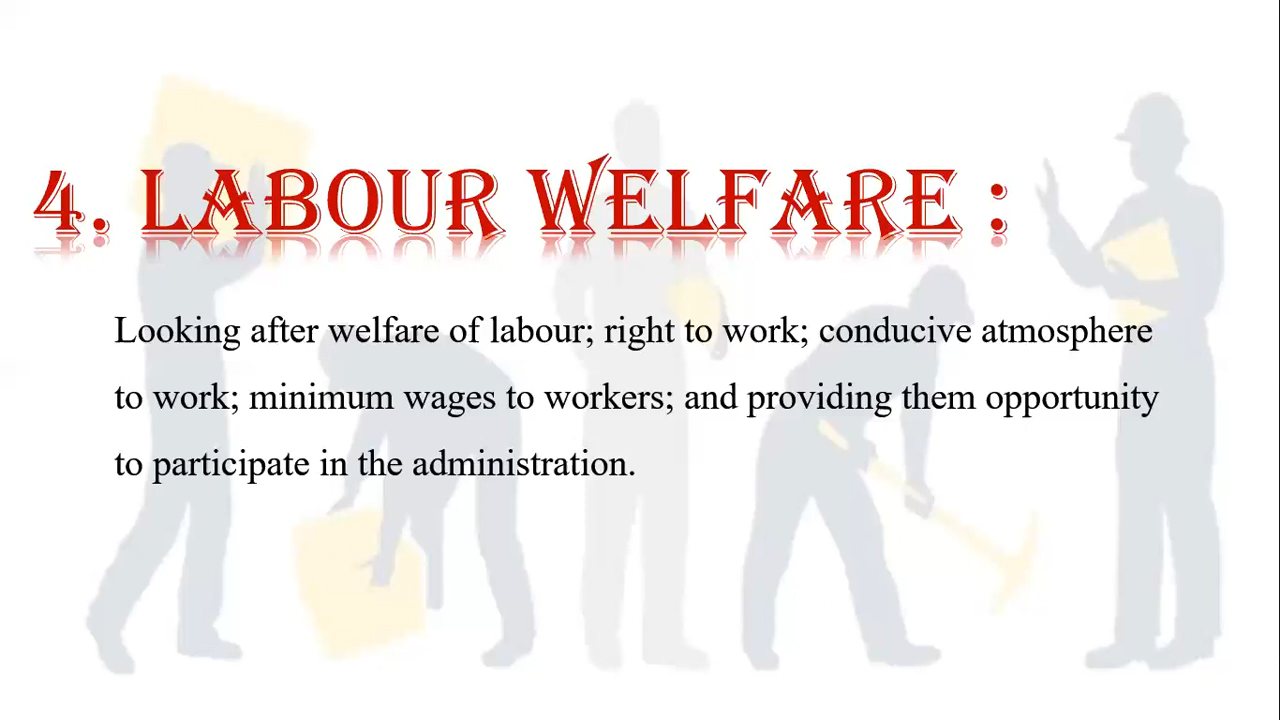 4. LABOUR WELFARE :
Looking after welfare of labour; right to work; conducive atmosphere
to work; minimum wages to workers; and providing them opportunity
to participate in the administration.